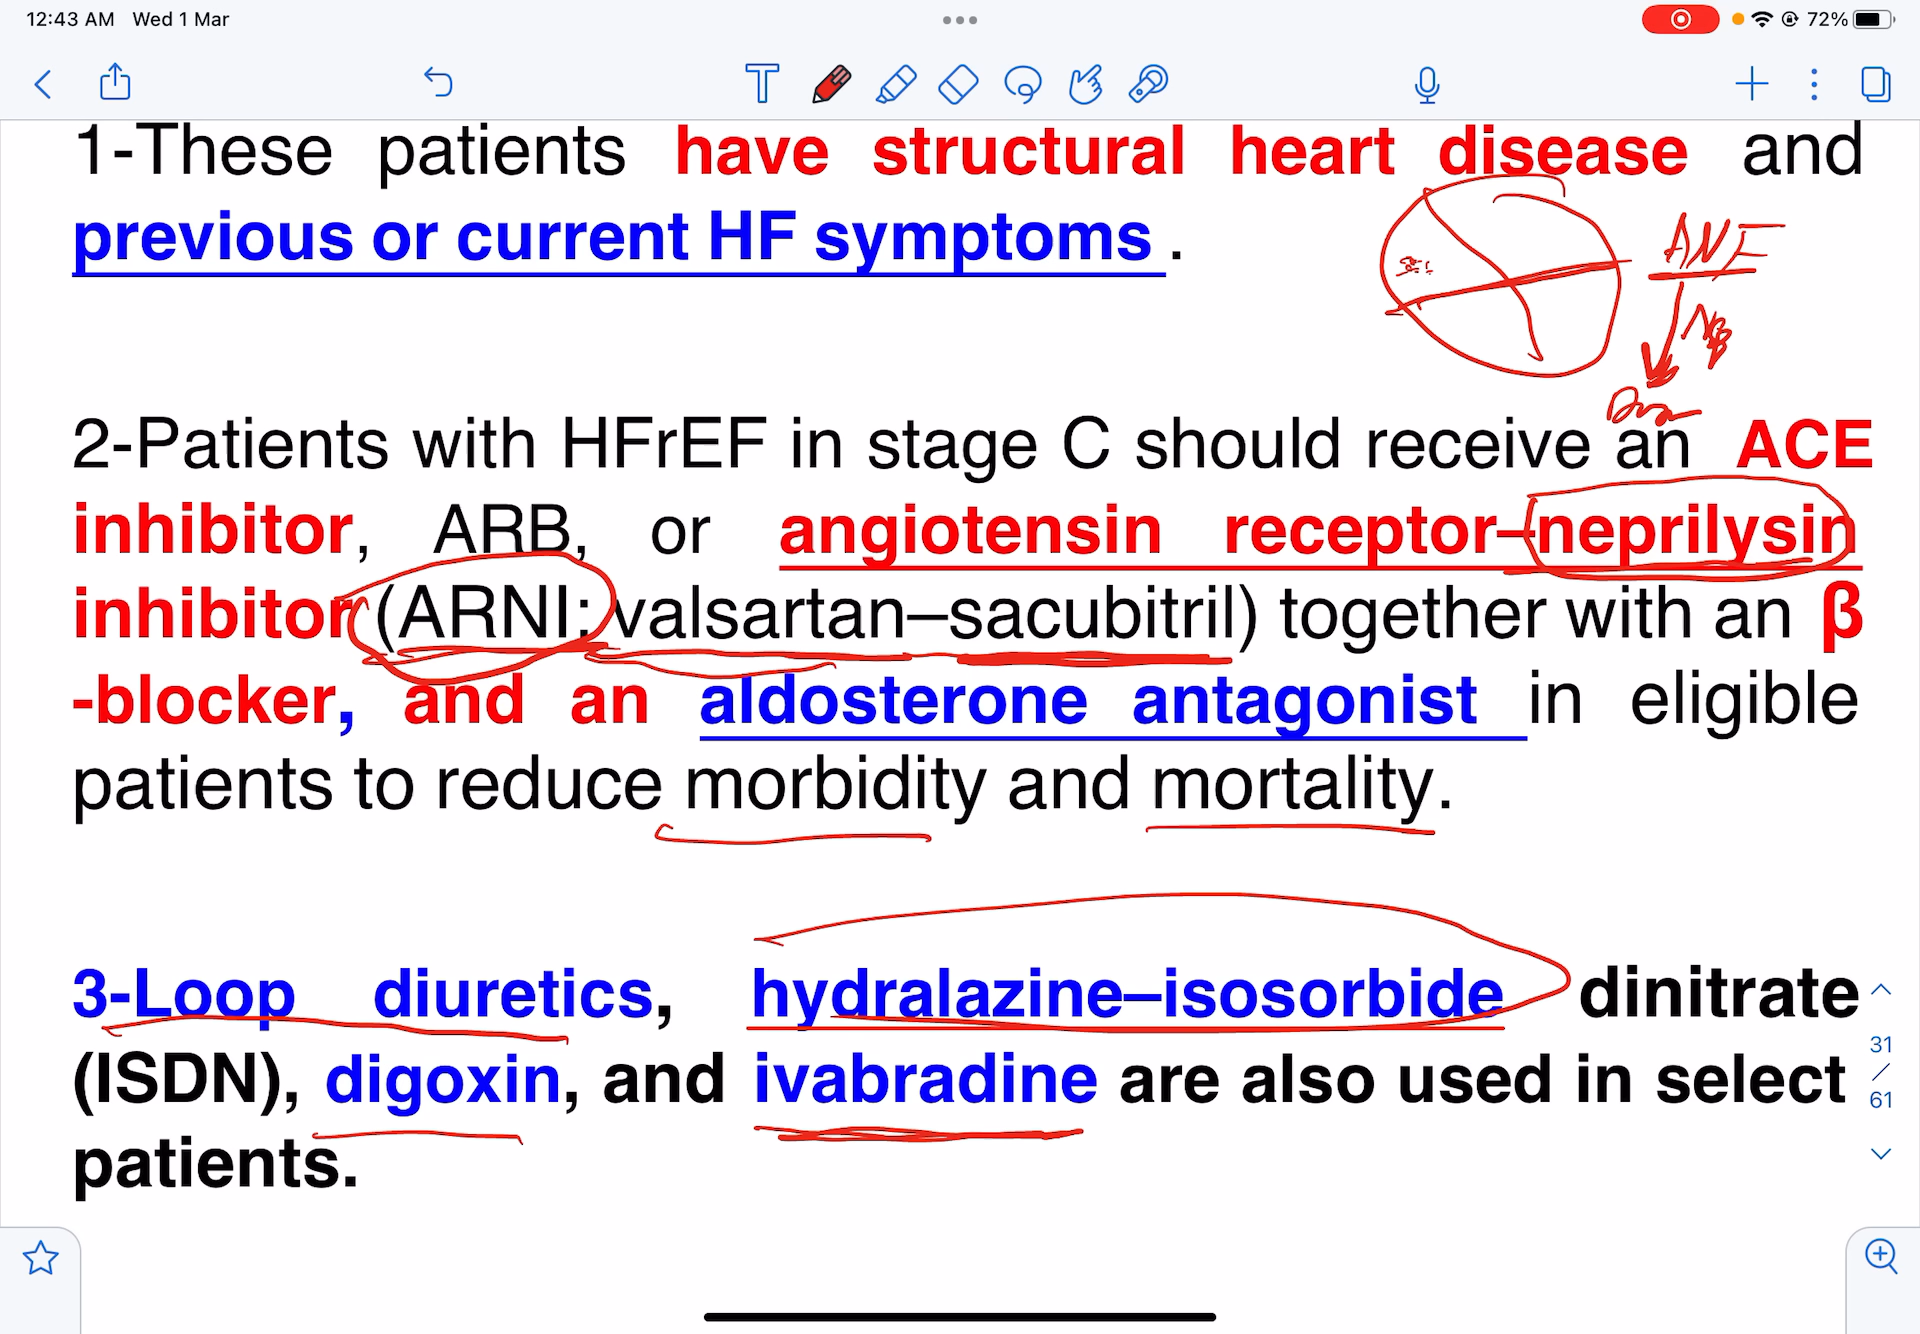 12:43 AM Wed 1 Mar
72%
1-These patients have structural heart disease and
previous or current HF symptoms .
ANF
2-Patients with HFrEF in stage C should receive an ACE
inhibitor, ARB, or angiotensin receptor–neprilysin
inhibitor (ARNI; valsartan–sacubitril) together with an β
-blocker, and an aldosterone antagonist in eligible
patients to reduce morbidity and mortality.
3-Loop diuretics, hydralazine–isosorbide dinitrate
(ISDN), digoxin, and ivabradine are also used in select
patients.
31
/
61